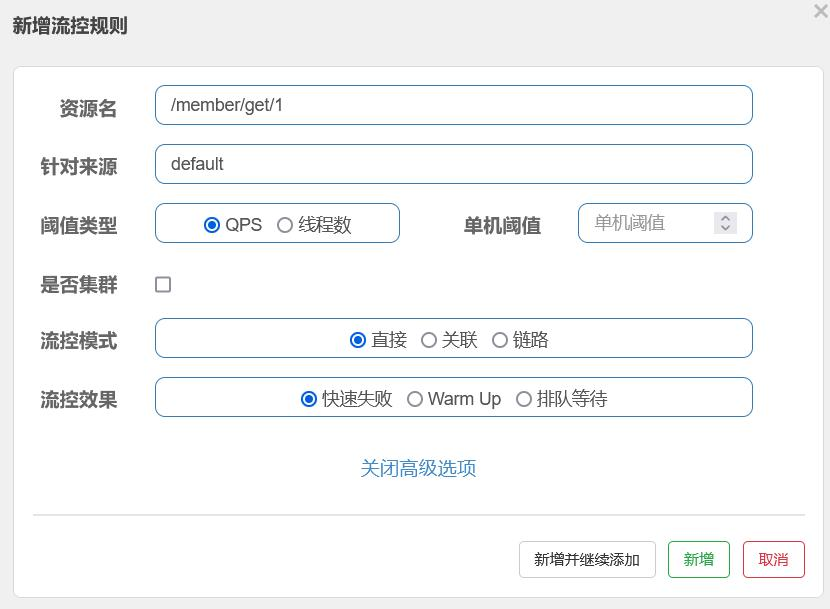 新增流控规则
资源名 /member/get/1
针对来源 default
阈值类型 QPS 线程数 单机阈值 单机阈值
是否集群
流控模式 直接 关联 链路
流控效果 快速失败 Warm Up 排队等待
关闭高级选项
新增并继续添加 新增 取消